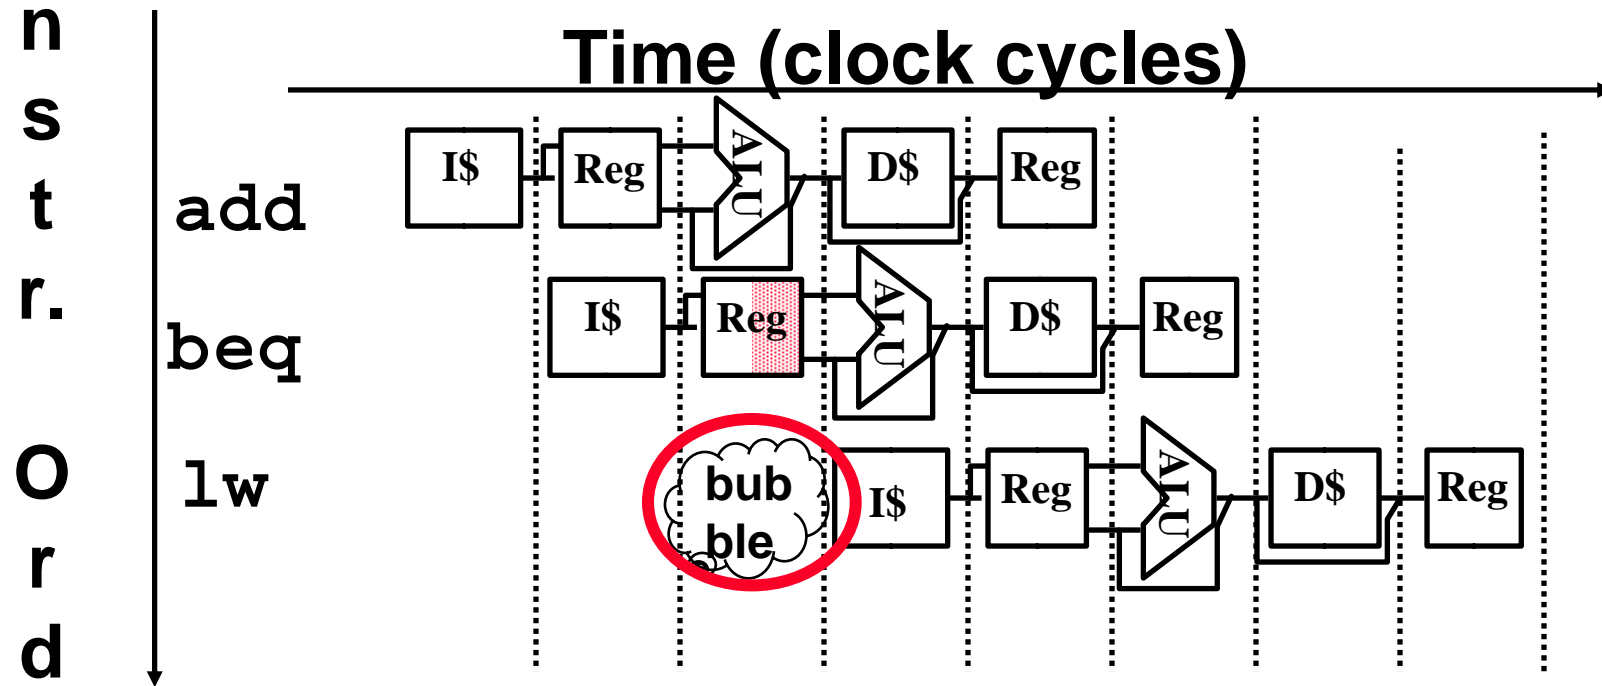 Time (clock cycles)
n
s
t
r.
O
r
d
add
I$ Reg ALU D$ Reg
beq
I$ Reg ALU D$ Reg
lw
bub
ble
I$ Reg ALU D$ Reg